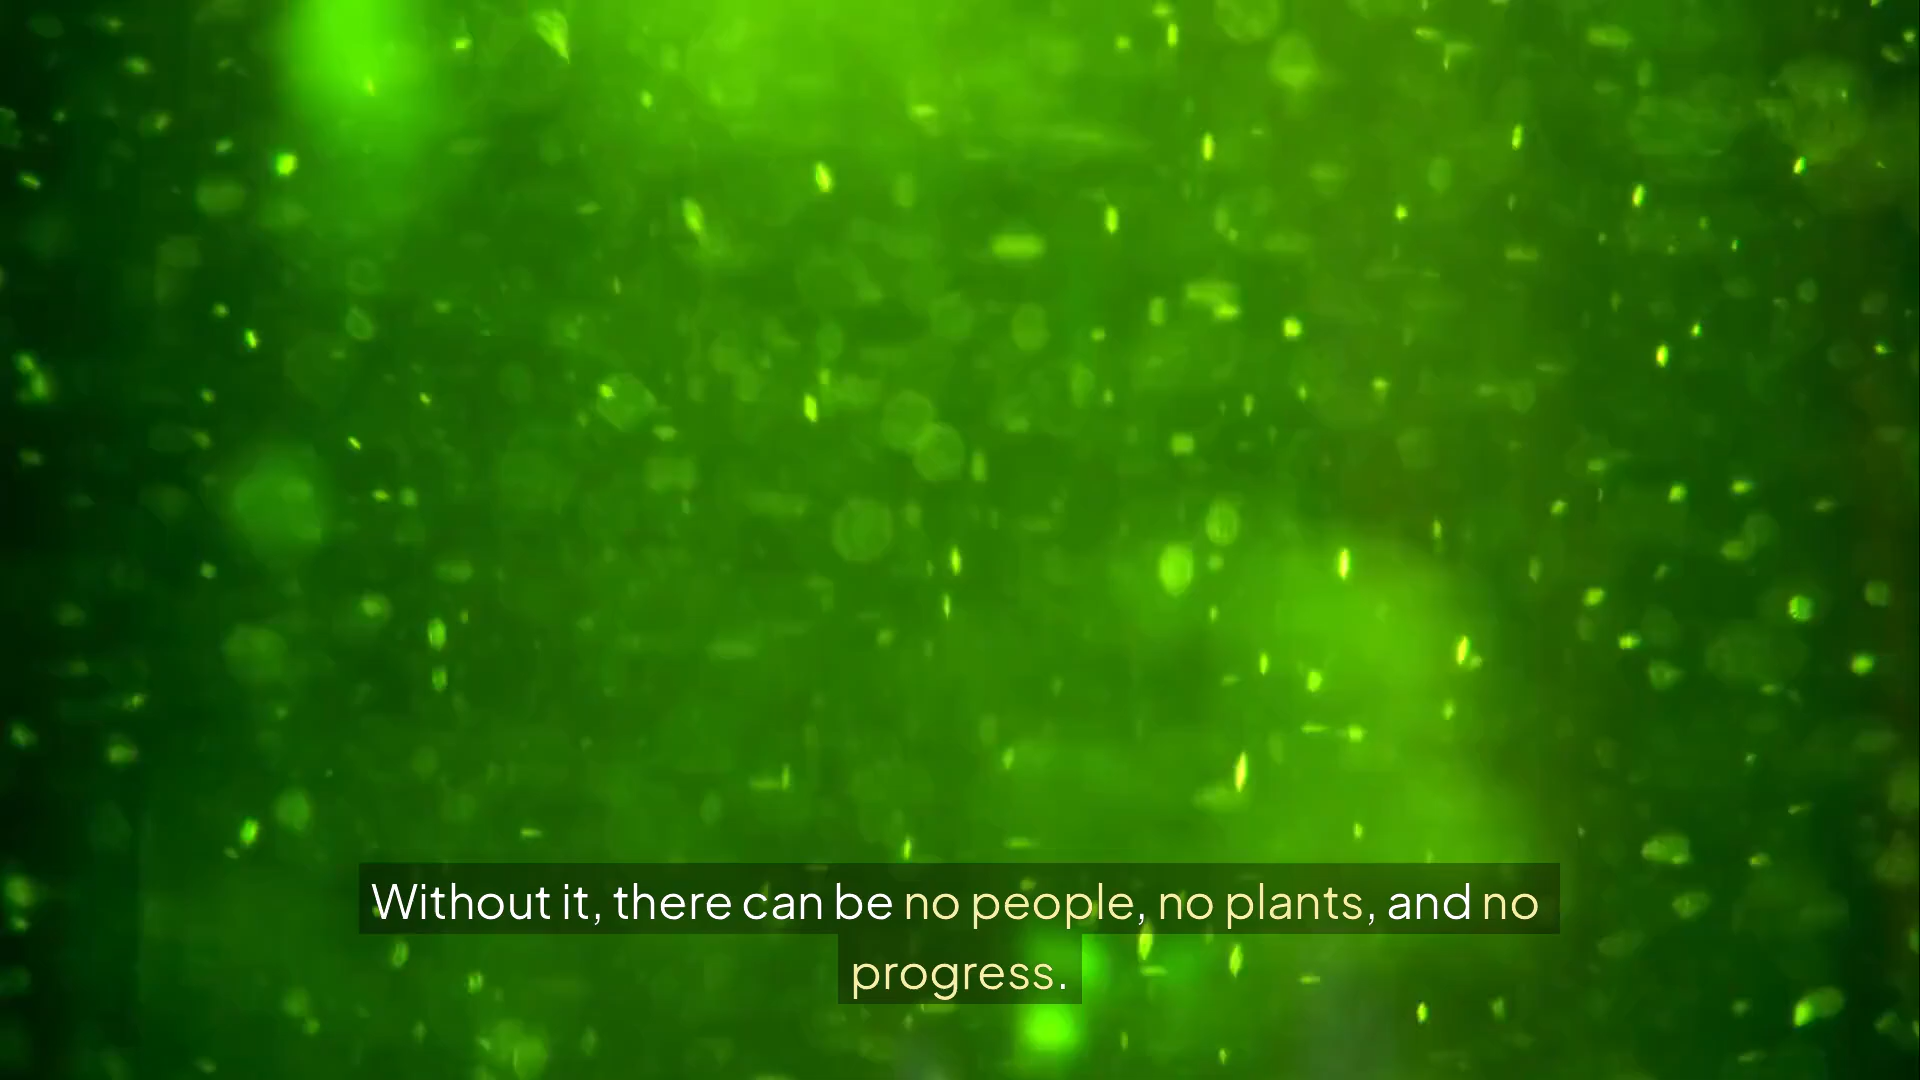 Without it, there can be no people, no plants, and no
progress.